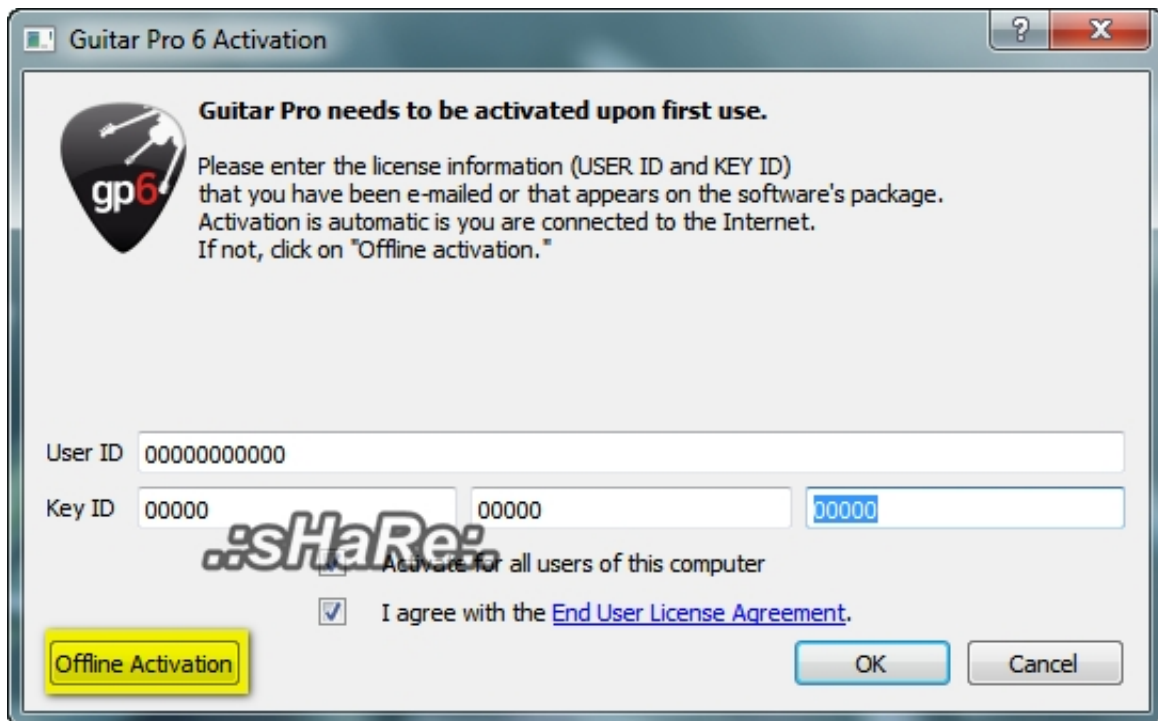 Guitar Pro 6 Activation
?
x
Guitar Pro needs to be activated upon first use.
gp6
Please enter the license information (USER ID and KEY ID)
that you have been e-mailed or that appears on the software's package.
Activation is automatic is you are connected to the Internet.
If not, click on "Offline activation."
User ID 00000000000
Key ID 00000 00000 00000
.:sHaRe:.
Activate for all users of this computer
I agree with the End User License Agreement.
Offline Activation OK Cancel